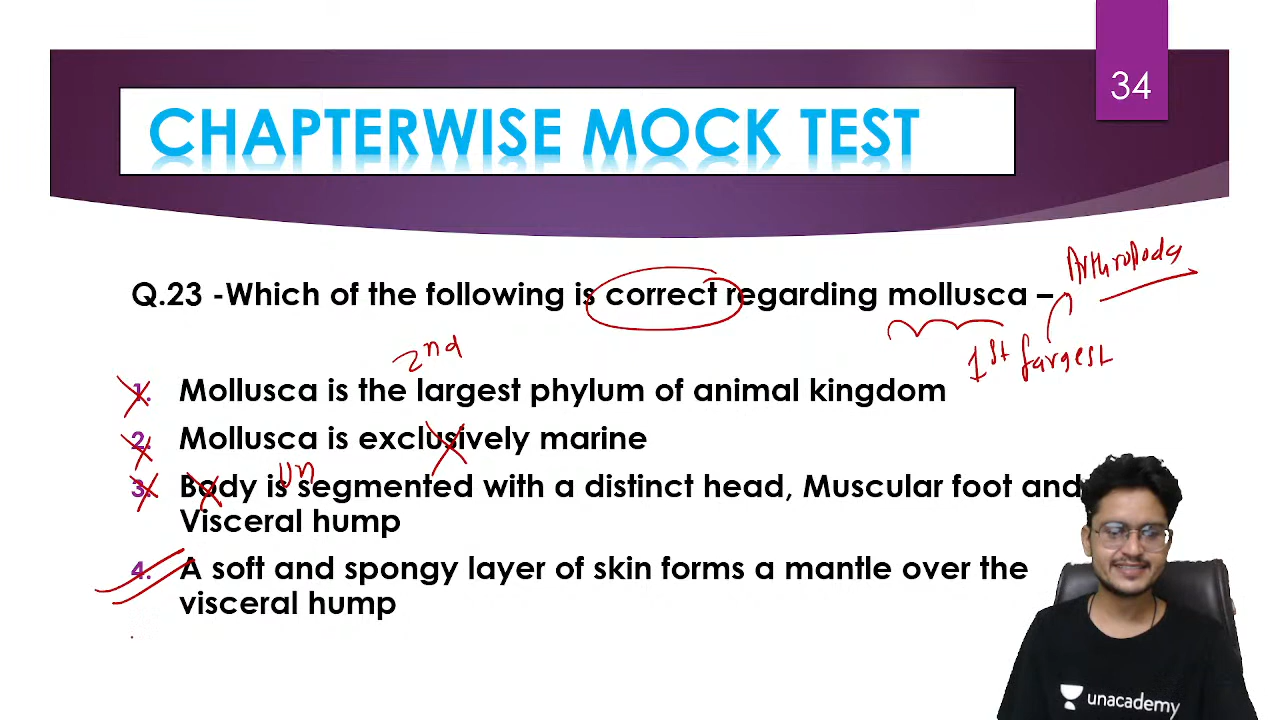 34
CHAPTERWISE MOCK TEST
Arthropoda
Q.23 -Which of the following is correct regarding mollusca –
1st largest
2nd
1. Mollusca is the largest phylum of animal kingdom
2. Mollusca is exclusively marine
un
3. Body is segmented with a distinct head, Muscular foot and
Visceral hump
4. A soft and spongy layer of skin forms a mantle over the
visceral hump
unacademy